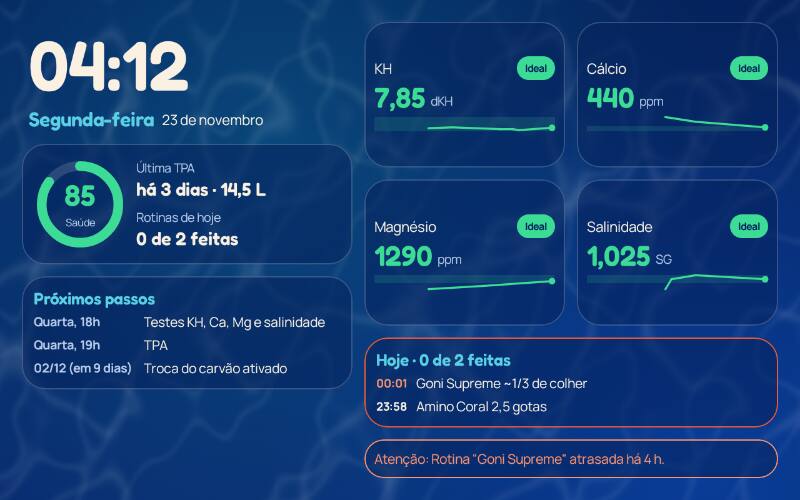 04:12
Segunda-feira 23 de novembro
85
Saúde
Última TPA
há 3 dias · 14,5 L
Rotinas de hoje
0 de 2 feitas
Próximos passos
Quarta, 18h Testes KH, Ca, Mg e salinidade
Quarta, 19h TPA
02/12 (em 9 dias) Troca do carvão ativado
KH Ideal
7,85 dKH
Cálcio Ideal
440 ppm
Magnésio Ideal
1290 ppm
Salinidade Ideal
1,025 SG
Hoje · 0 de 2 feitas
00:01 Goni Supreme ~1/3 de colher
23:58 Amino Coral 2,5 gotas
Atenção: Rotina "Goni Supreme" atrasada há 4 h.